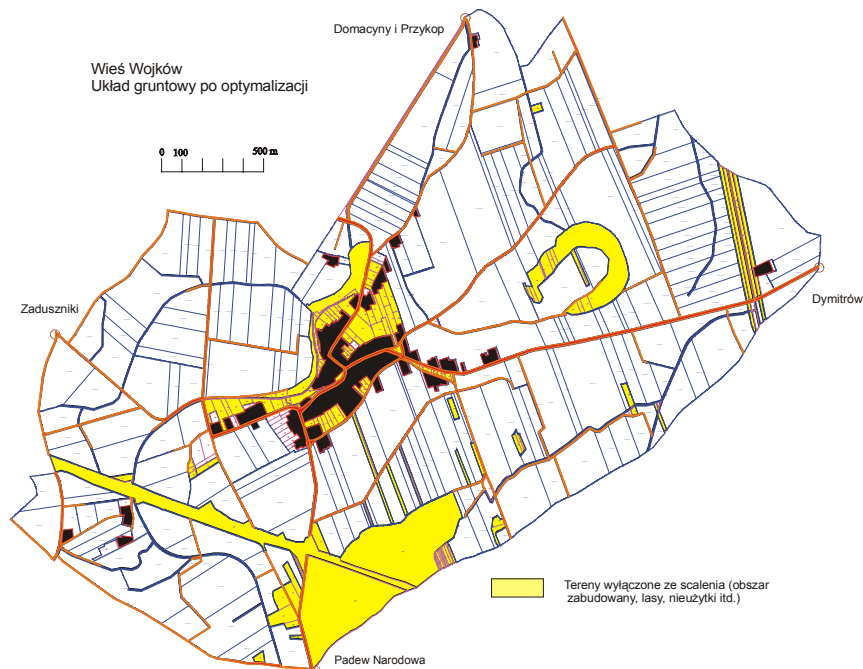 Domacyny i Przykop
Wieś Wojków
Układ gruntowy po optymalizacji
0 100 500 m
Zaduszniki
Dymitrów
Tereny wyłączone ze scalenia (obszar
zabudowany, lasy, nieużytki itd.)
Padew Narodowa